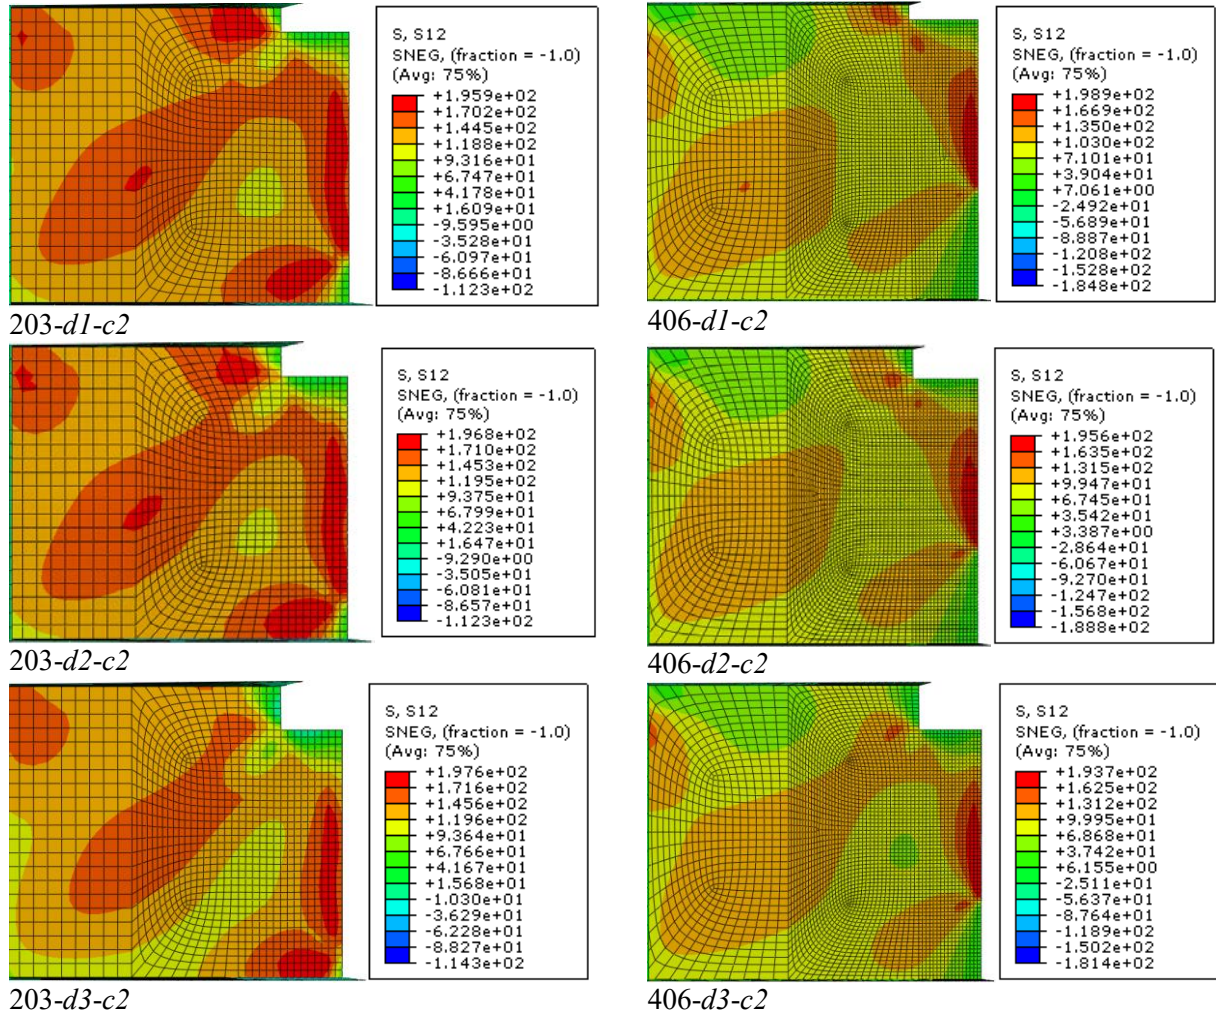 S, S12
SNEG, (fraction = -1.0)
(Avg: 75%)
+1.959e+02
+1.702e+02
+1.445e+02
+1.188e+02
+9.316e+01
+6.747e+01
+4.178e+01
+1.609e+01
-9.595e+00
-3.528e+01
-6.097e+01
-8.666e+01
-1.123e+02
203-d1-c2
S, S12
SNEG, (fraction = -1.0)
(Avg: 75%)
+1.989e+02
+1.669e+02
+1.350e+02
+1.030e+02
+7.101e+01
+3.904e+01
+7.061e+00
-2.492e+01
-5.689e+01
-8.887e+01
-1.208e+02
-1.528e+02
-1.848e+02
406-d1-c2
S, S12
SNEG, (fraction = -1.0)
(Avg: 75%)
+1.968e+02
+1.710e+02
+1.453e+02
+1.195e+02
+9.375e+01
+6.799e+01
+4.223e+01
+1.647e+01
-9.290e+00
-3.505e+01
-6.081e+01
-8.657e+01
-1.123e+02
203-d2-c2
S, S12
SNEG, (fraction = -1.0)
(Avg: 75%)
+1.956e+02
+1.635e+02
+1.315e+02
+9.947e+01
+6.745e+01
+3.542e+01
+3.387e+00
-2.864e+01
-6.067e+01
-9.270e+01
-1.247e+02
-1.568e+02
-1.888e+02
406-d2-c2
S, S12
SNEG, (fraction = -1.0)
(Avg: 75%)
+1.976e+02
+1.716e+02
+1.456e+02
+1.196e+02
+9.364e+01
+6.766e+01
+4.167e+01
+1.568e+01
-1.030e+01
-3.629e+01
-6.228e+01
-8.827e+01
-1.143e+02
203-d3-c2
S, S12
SNEG, (fraction = -1.0)
(Avg: 75%)
+1.937e+02
+1.625e+02
+1.312e+02
+9.995e+01
+6.868e+01
+3.742e+01
+6.155e+00
-2.511e+01
-5.637e+01
-8.764e+01
-1.189e+02
-1.502e+02
-1.814e+02
406-d3-c2